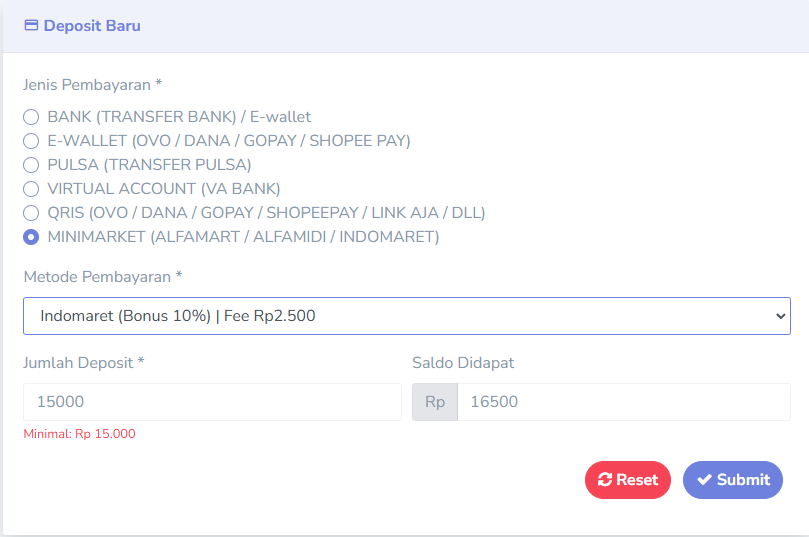 Deposit Baru
Jenis Pembayaran *
BANK (TRANSFER BANK) / E-wallet
E-WALLET (OVO / DANA / GOPAY / SHOPEE PAY)
PULSA (TRANSFER PULSA)
VIRTUAL ACCOUNT (VA BANK)
QRIS (OVO / DANA / GOPAY / SHOPEEPAY / LINK AJA / DLL)
MINIMARKET (ALFAMART / ALFAMIDI / INDOMARET)
Metode Pembayaran *
Indomaret (Bonus 10%) | Fee Rp2.500
Jumlah Deposit * Saldo Didapat
15000 Rp 16500
Minimal: Rp 15.000
Reset Submit